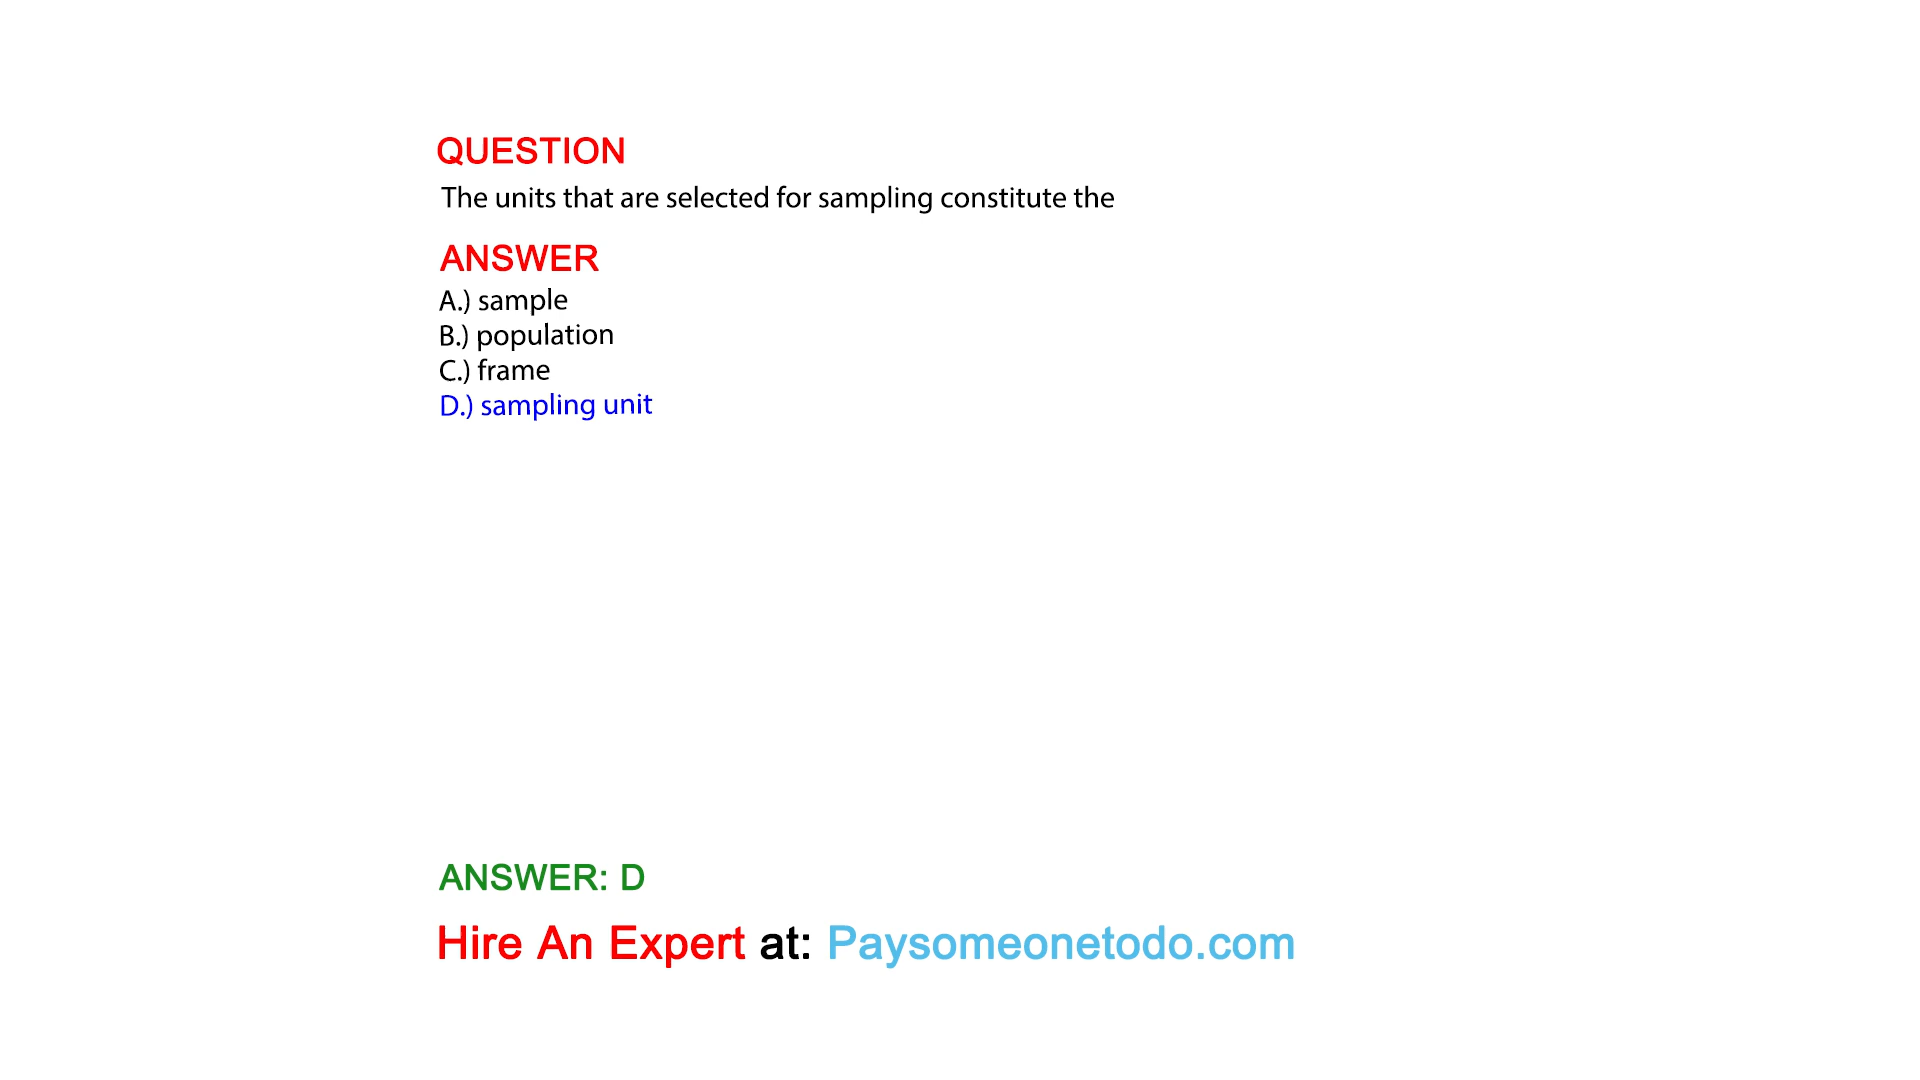 QUESTION
The units that are selected for sampling constitute the
ANSWER
A.) sample
B.) population
C.) frame
D.) sampling unit
ANSWER: D
Hire An Expert at: Paysomeonetodo.com